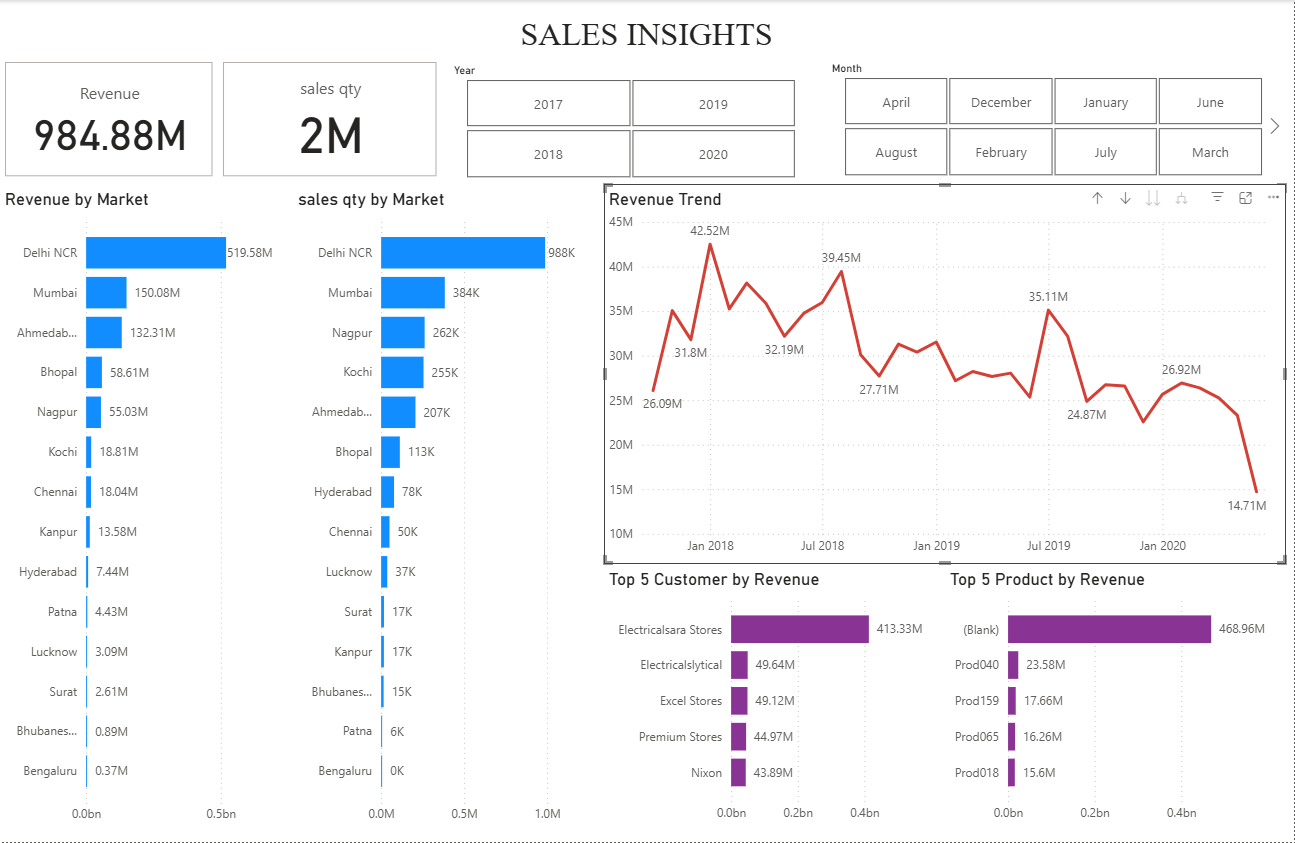 SALES INSIGHTS
Revenue
984.88M
sales qty
2M
Year
2017
2019
2018
2020
Month
April
December
January
June
August
February
July
March
Revenue by Market
Delhi NCR 519.58M
Mumbai 150.08M
Ahmedab... 132.31M
Bhopal 58.61M
Nagpur 55.03M
Kochi 18.81M
Chennai 18.04M
Kanpur 13.58M
Hyderabad 7.44M
Patna 4.43M
Lucknow 3.09M
Surat 2.61M
Bhubanes... 0.89M
Bengaluru 0.37M
0.0bn 0.5bn
sales qty by Market
Delhi NCR 988K
Mumbai 384K
Nagpur 262K
Kochi 255K
Ahmedab... 207K
Bhopal 113K
Hyderabad 78K
Chennai 50K
Lucknow 37K
Surat 17K
Kanpur 17K
Bhubanes... 15K
Patna 6K
Bengaluru 0K
0.0M 0.5M 1.0M
Revenue Trend
45M
40M
35M
30M
25M
20M
15M
10M
42.52M
39.45M
35.11M
31.8M
32.19M
26.92M
27.71M
26.09M
24.87M
14.71M
Jan 2018 Jul 2018 Jan 2019 Jul 2019 Jan 2020
Top 5 Customer by Revenue
Electricalsara Stores 413.33M
Electricalslytical 49.64M
Excel Stores 49.12M
Premium Stores 44.97M
Nixon 43.89M
0.0bn 0.2bn 0.4bn
Top 5 Product by Revenue
(Blank) 468.96M
Prod040 23.58M
Prod159 17.66M
Prod065 16.26M
Prod018 15.6M
0.0bn 0.2bn 0.4bn